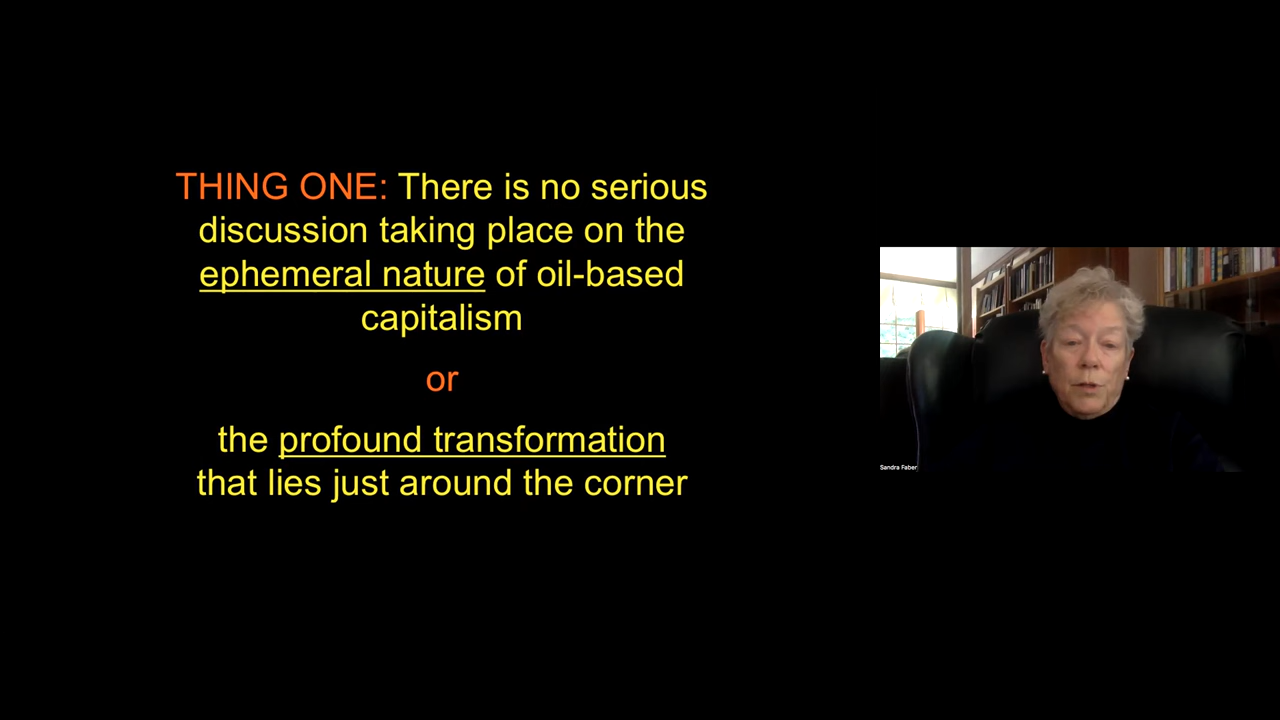 THING ONE: There is no serious
discussion taking place on the
ephemeral nature of oil-based
capitalism
or
the profound transformation
that lies just around the corner
Sandra Faber